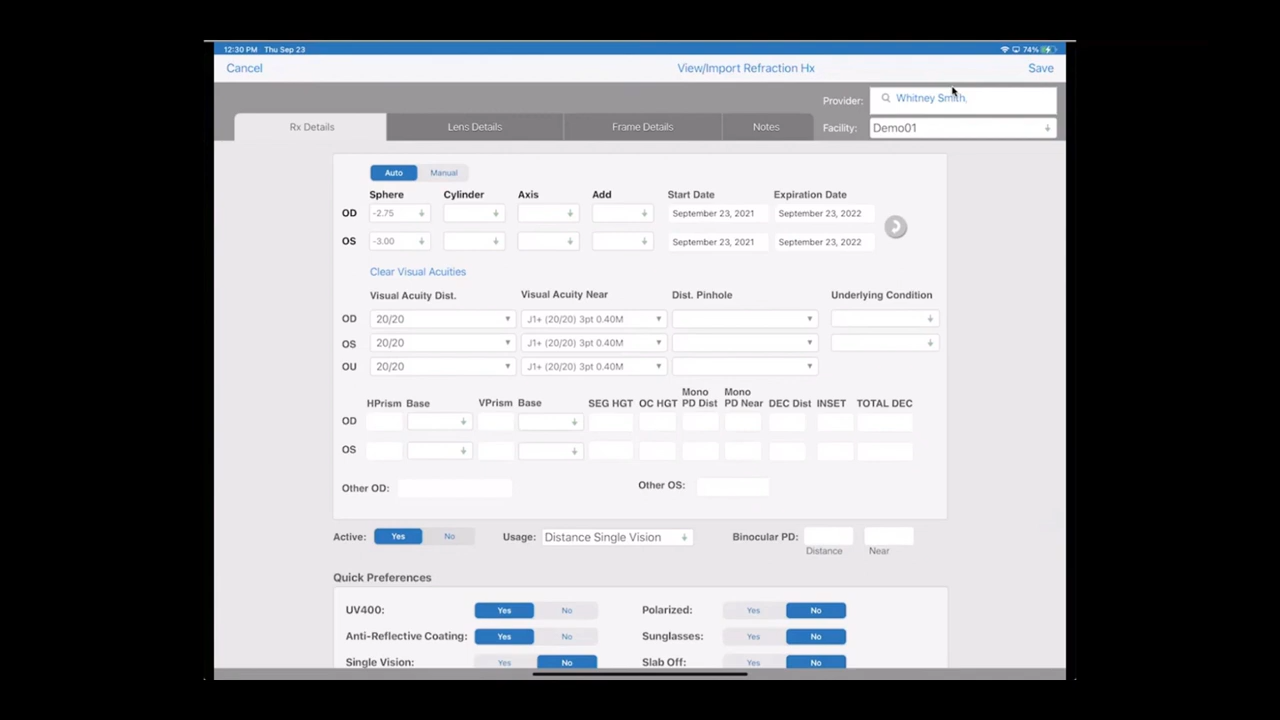 12:30 PM Thu Sep 23 74%
Cancel View/Import Refraction Hx Save
Provider: Whitney Smith,
Rx Details Lens Details Frame Details Notes Facility: Demo01
Auto Manual
Sphere Cylinder Axis Add Start Date Expiration Date
OD -2.75 September 23, 2021 September 23, 2022
OS -3.00 September 23, 2021 September 23, 2022
Clear Visual Acuities
Visual Acuity Dist. Visual Acuity Near Dist. Pinhole Underlying Condition
OD 20/20 J1+ (20/20) 3pt 0.40M
OS 20/20 J1+ (20/20) 3pt 0.40M
OU 20/20 J1+ (20/20) 3pt 0.40M
Mono Mono
HPrism Base VPrism Base SEG HGT OC HGT PD Dist PD Near DEC Dist INSET TOTAL DEC
OD
OS
Other OD: Other OS:
Active: Yes No Usage: Distance Single Vision Binocular PD:
Distance Near
Quick Preferences
UV400: Yes No Polarized: Yes No
Anti-Reflective Coating: Yes No Sunglasses: Yes No
Single Vision: Yes No Slab Off: Yes No